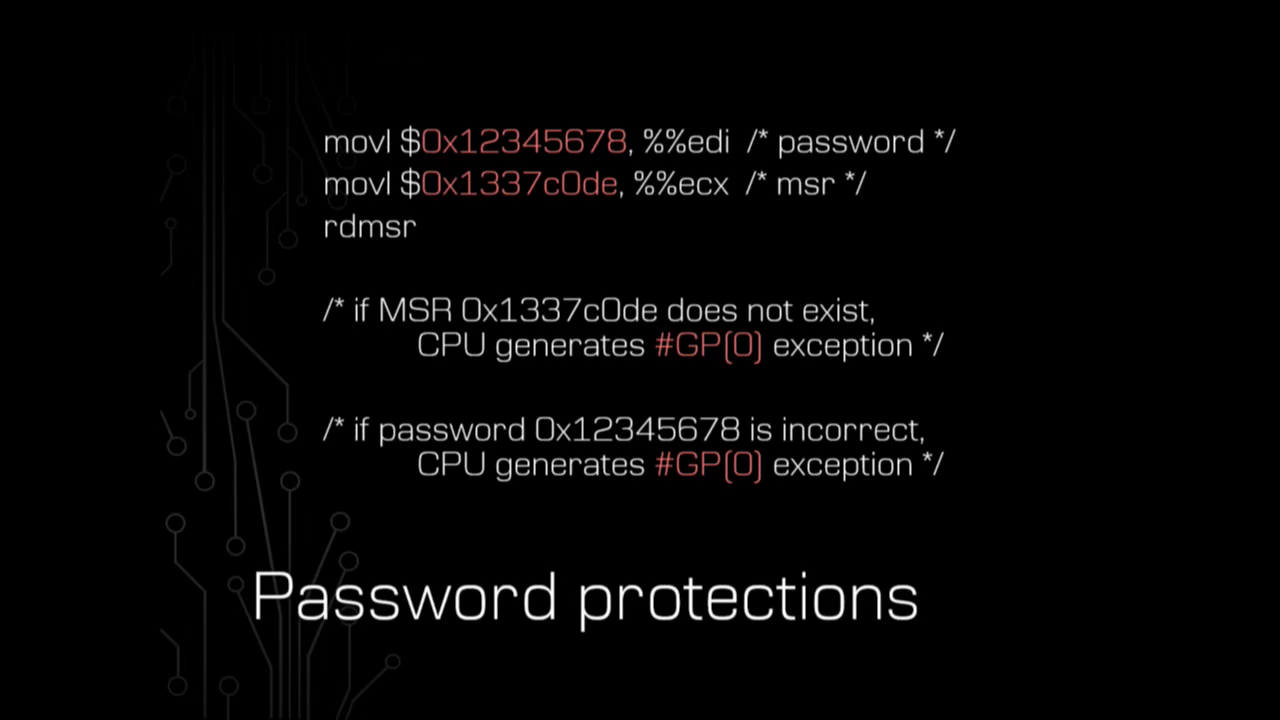 movl $0x12345678, %%edi /* password */
movl $0x1337c0de, %%ecx /* msr */
rdmsr
/* if MSR 0x1337c0de does not exist,
CPU generates #GP(0) exception */
/* if password 0x12345678 is incorrect,
CPU generates #GP(0) exception */
Password protections